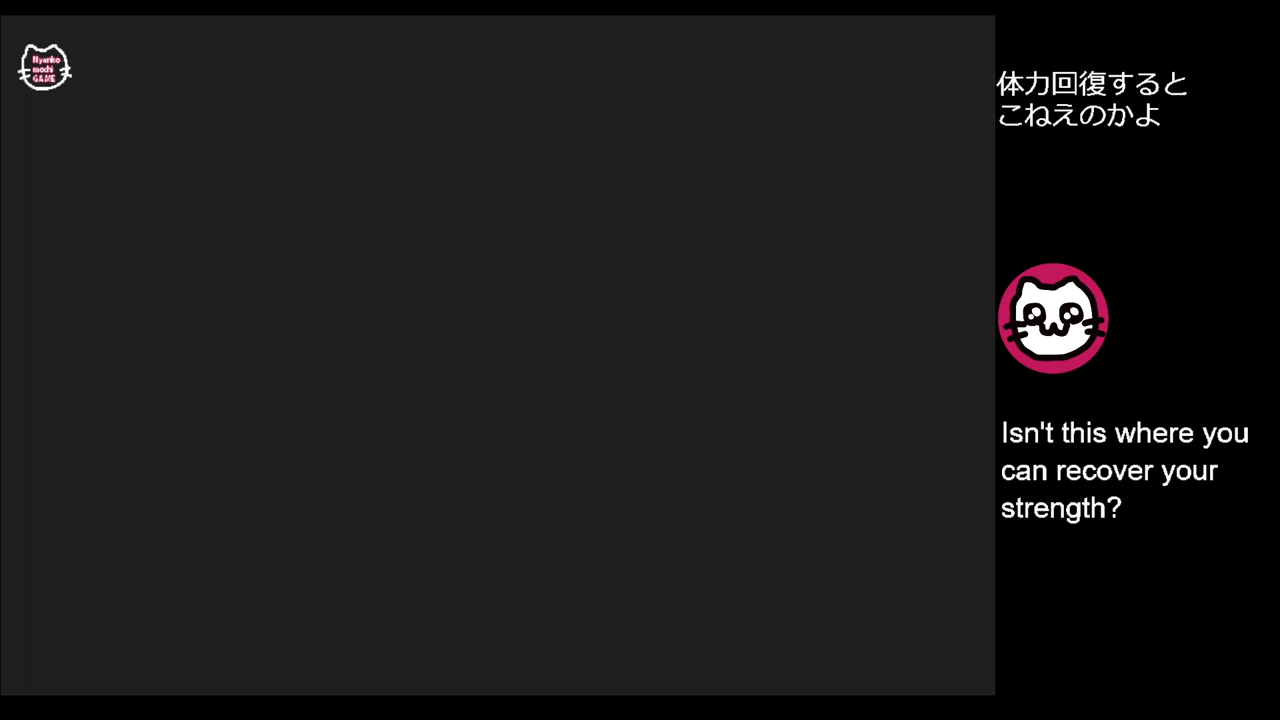 Nyanko
mochi
GAME
体力回復すると
こねえのかよ
Isn't this where you
can recover your
strength?